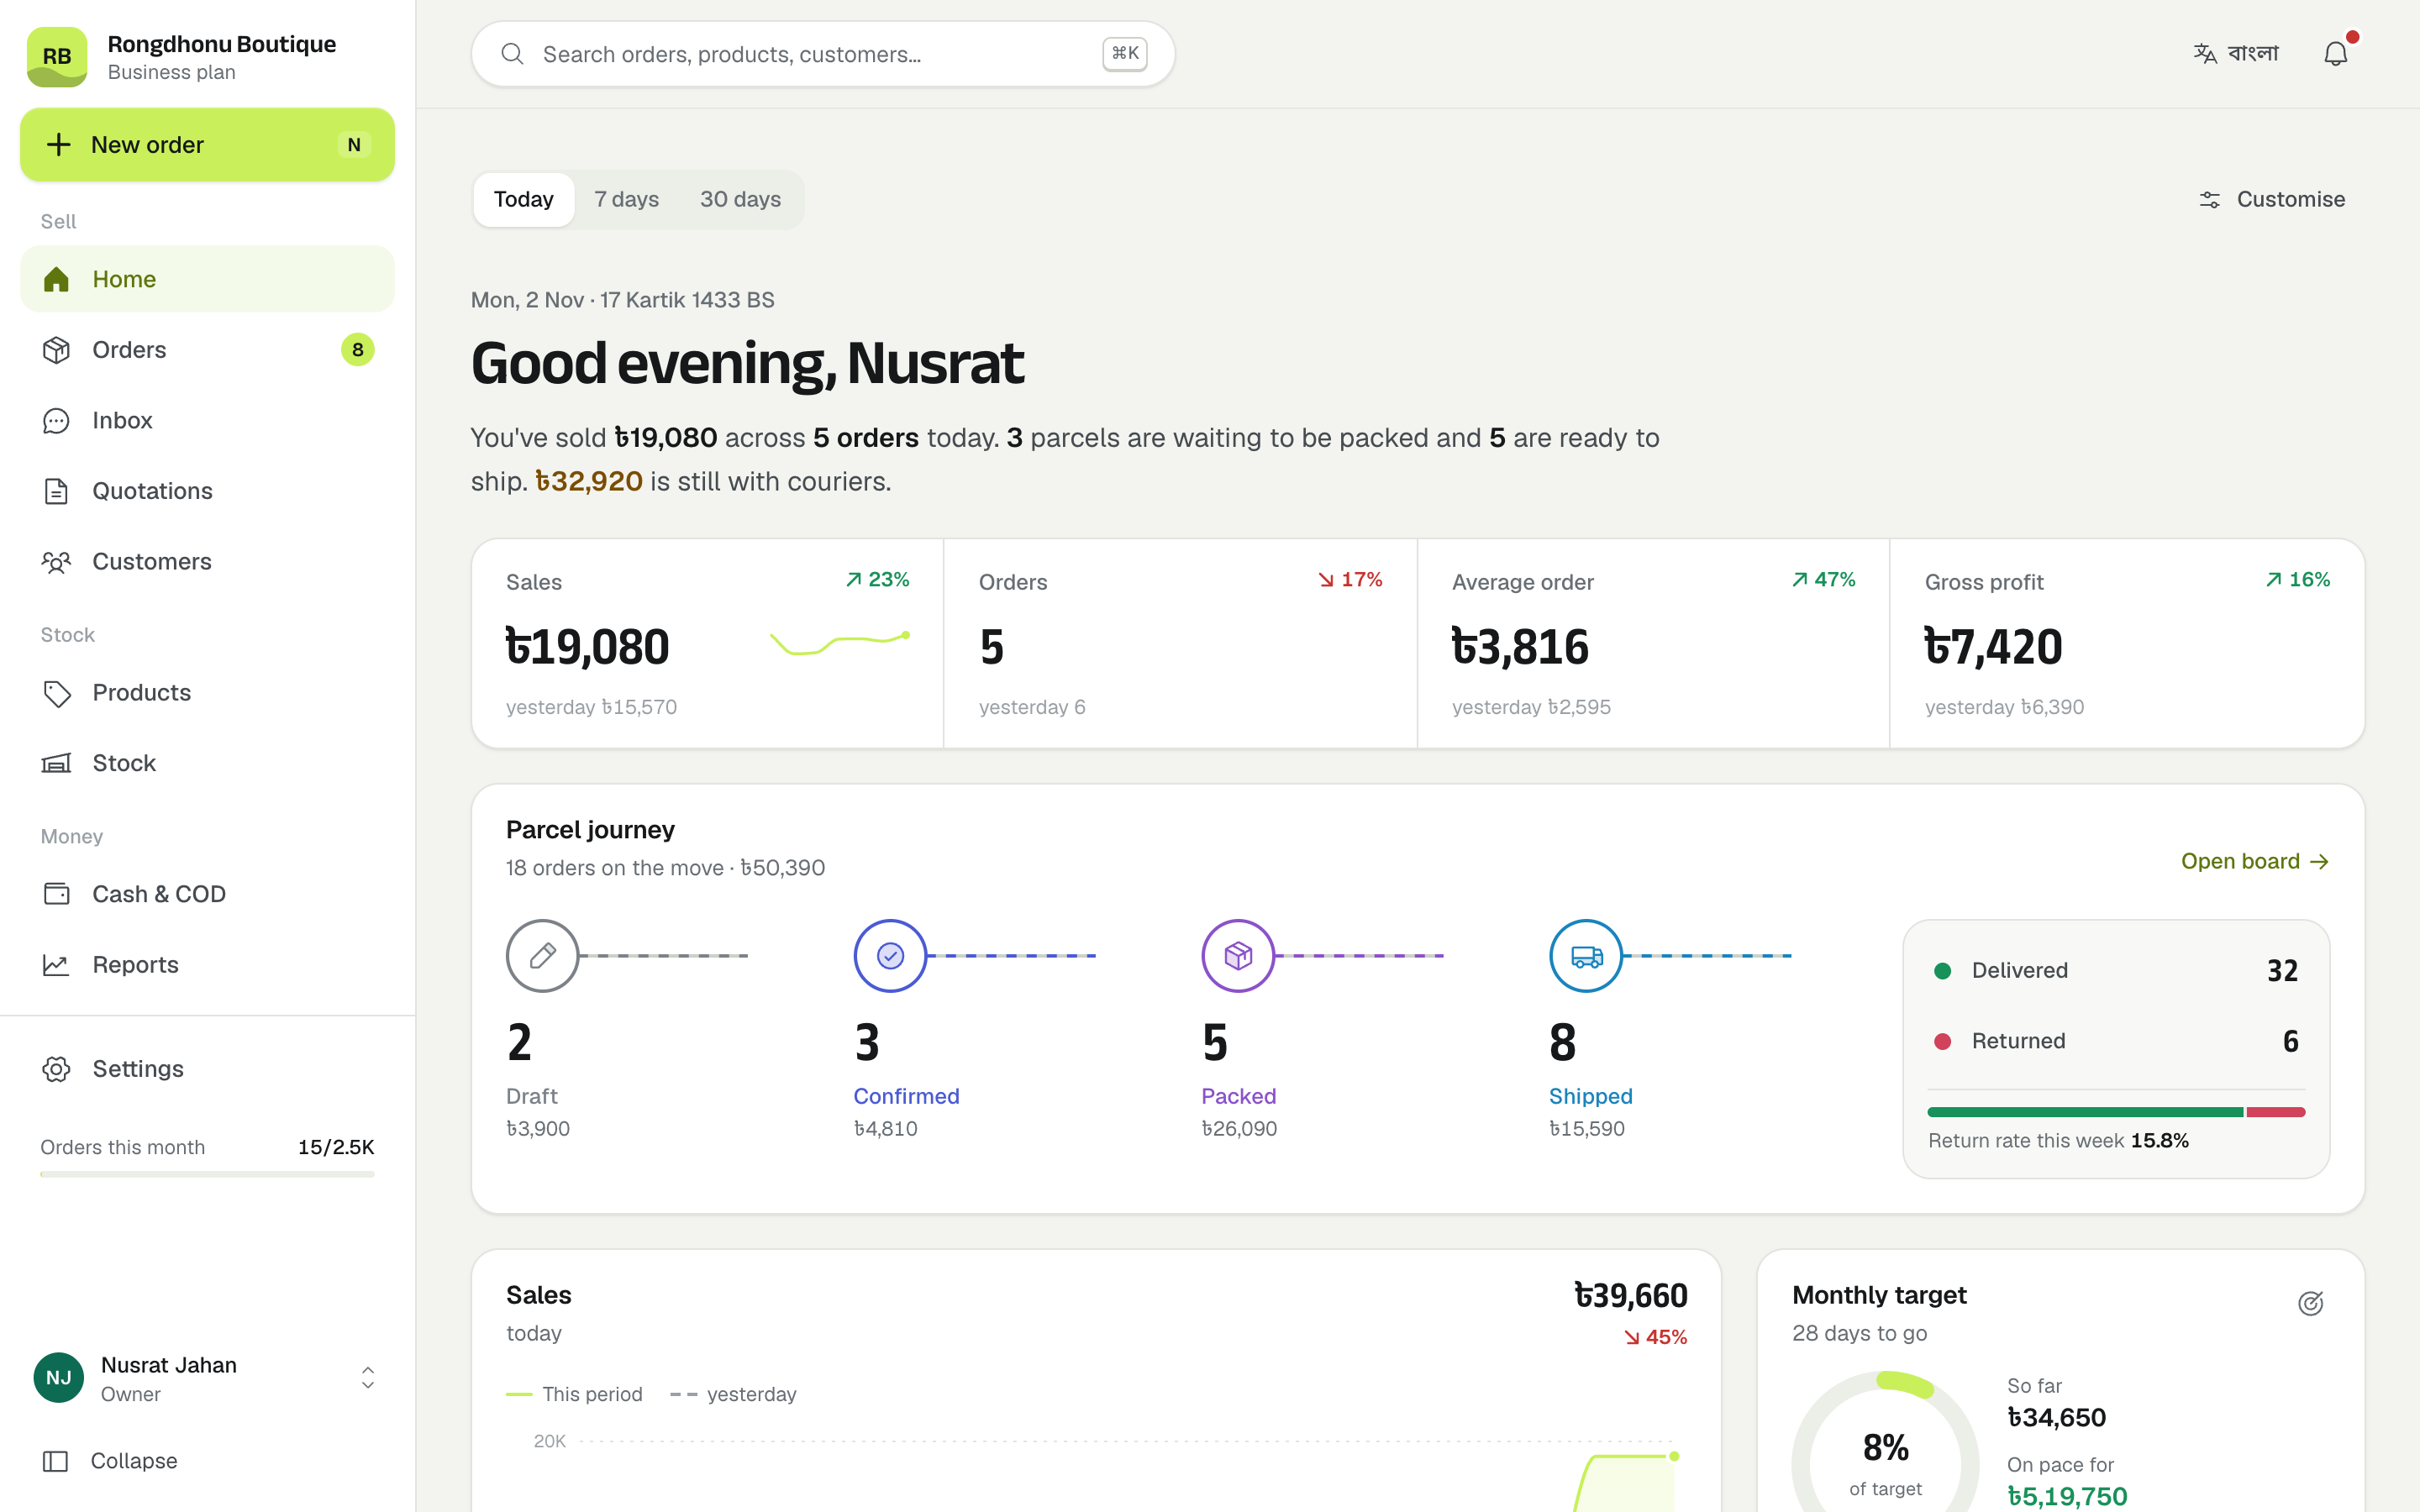 RB
Rongdhonu Boutique
Business plan
New order N
Sell
Home
Orders 8
Inbox
Quotations
Customers
Stock
Products
Stock
Money
Cash & COD
Reports
Settings
Orders this month 15/2.5K
NJ
Nusrat Jahan
Owner
Collapse
Search orders, products, customers... ⌘K
বাংলা
Today 7 days 30 days
Customise
Mon, 2 Nov · 17 Kartik 1433 BS
Good evening, Nusrat
You've sold ৳19,080 across 5 orders today. 3 parcels are waiting to be packed and 5 are ready to
ship. ৳32,920 is still with couriers.
Sales 23%
৳19,080
yesterday ৳15,570
Orders 17%
5
yesterday 6
Average order 47%
৳3,816
yesterday ৳2,595
Gross profit 16%
৳7,420
yesterday ৳6,390
Parcel journey
18 orders on the move · ৳50,390
Open board →
2
Draft
৳3,900
3
Confirmed
৳4,810
5
Packed
৳26,090
8
Shipped
৳15,590
Delivered 32
Returned 6
Return rate this week 15.8%
Sales
today
৳39,660
45%
This period yesterday
20K
Monthly target
28 days to go
8%
of target
So far
৳34,650
On pace for
৳5,19,750